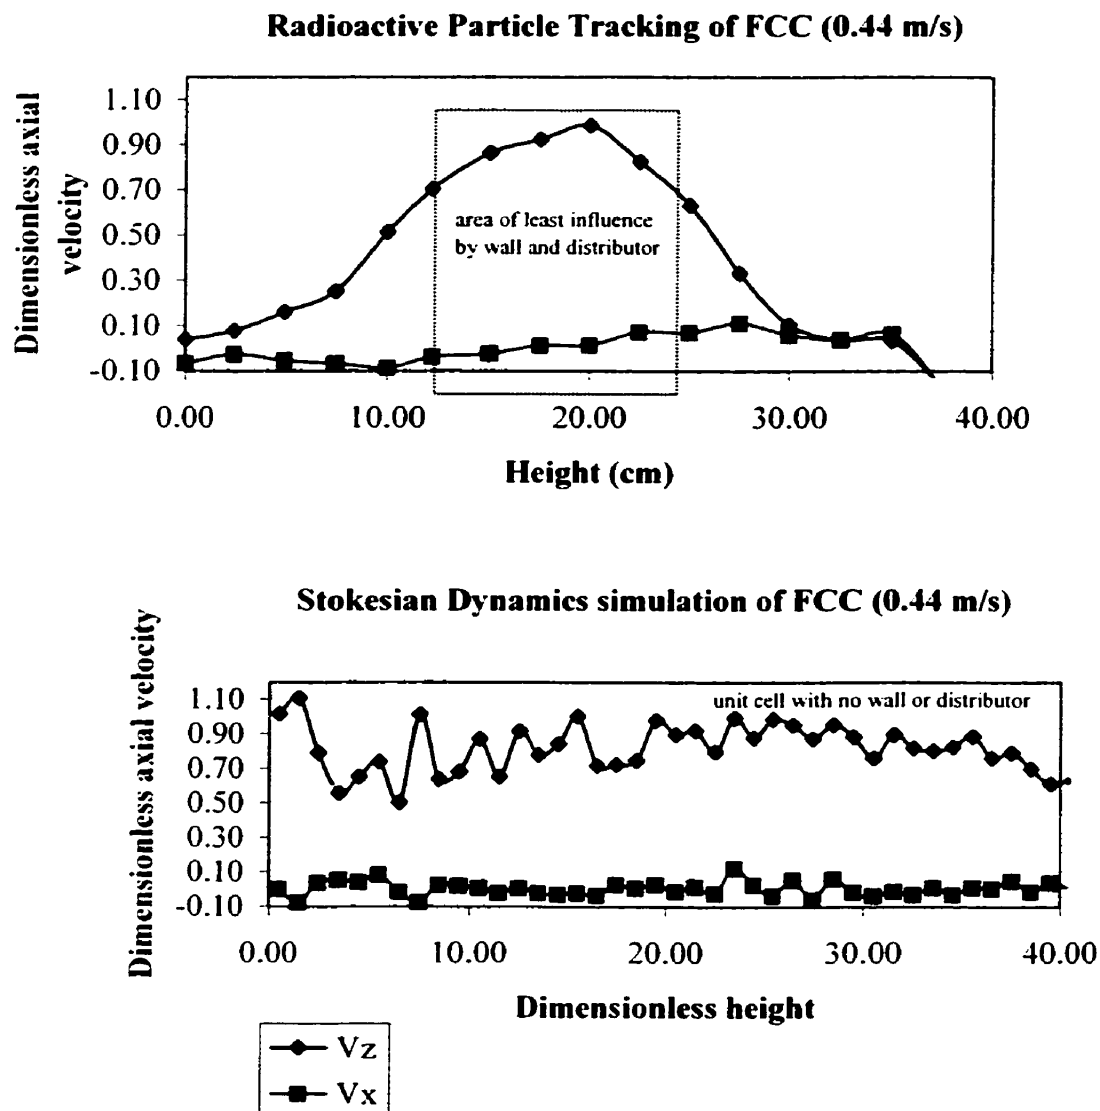 Radioactive Particle Tracking of FCC (0.44 m/s)
Dimensionless axial
velocity
1.10
0.90
0.70
0.50
0.30
0.10
-0.10
area of least influence
by wall and distributor
0.00 10.00 20.00 30.00 40.00
Height (cm)
Stokesian Dynamics simulation of FCC (0.44 m/s)
Dimensionless axial velocity
1.10
0.90
0.70
0.50
0.30
0.10
-0.10
unit cell with no wall or distributor
0.00 10.00 20.00 30.00 40.00
Dimensionless height
Vz
Vx